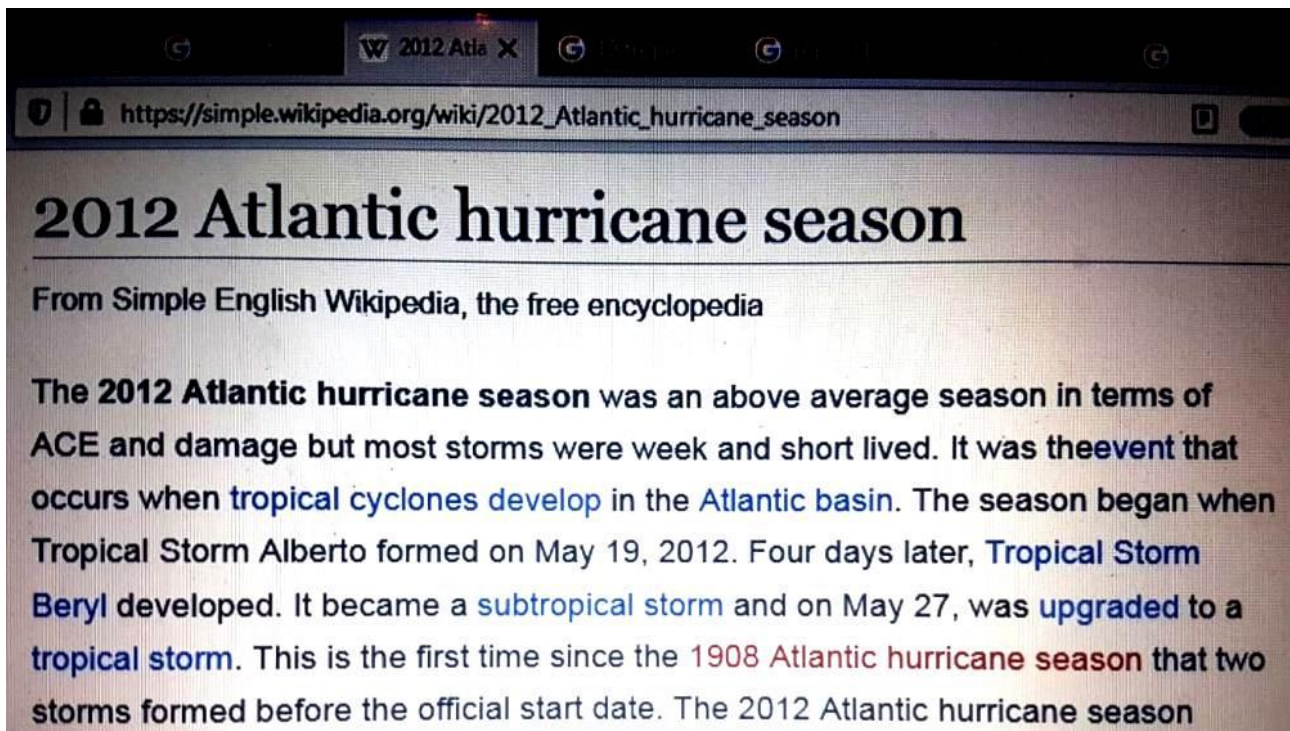 2012 Atla
https://simple.wikipedia.org/wiki/2012_Atlantic_hurricane_season
2012 Atlantic hurricane season
From Simple English Wikipedia, the free encyclopedia
The 2012 Atlantic hurricane season was an above average season in terms of
ACE and damage but most storms were week and short lived. It was theevent that
occurs when tropical cyclones develop in the Atlantic basin. The season began when
Tropical Storm Alberto formed on May 19, 2012. Four days later, Tropical Storm
Beryl developed. It became a subtropical storm and on May 27, was upgraded to a
tropical storm. This is the first time since the 1908 Atlantic hurricane season that two
storms formed before the official start date. The 2012 Atlantic hurricane season